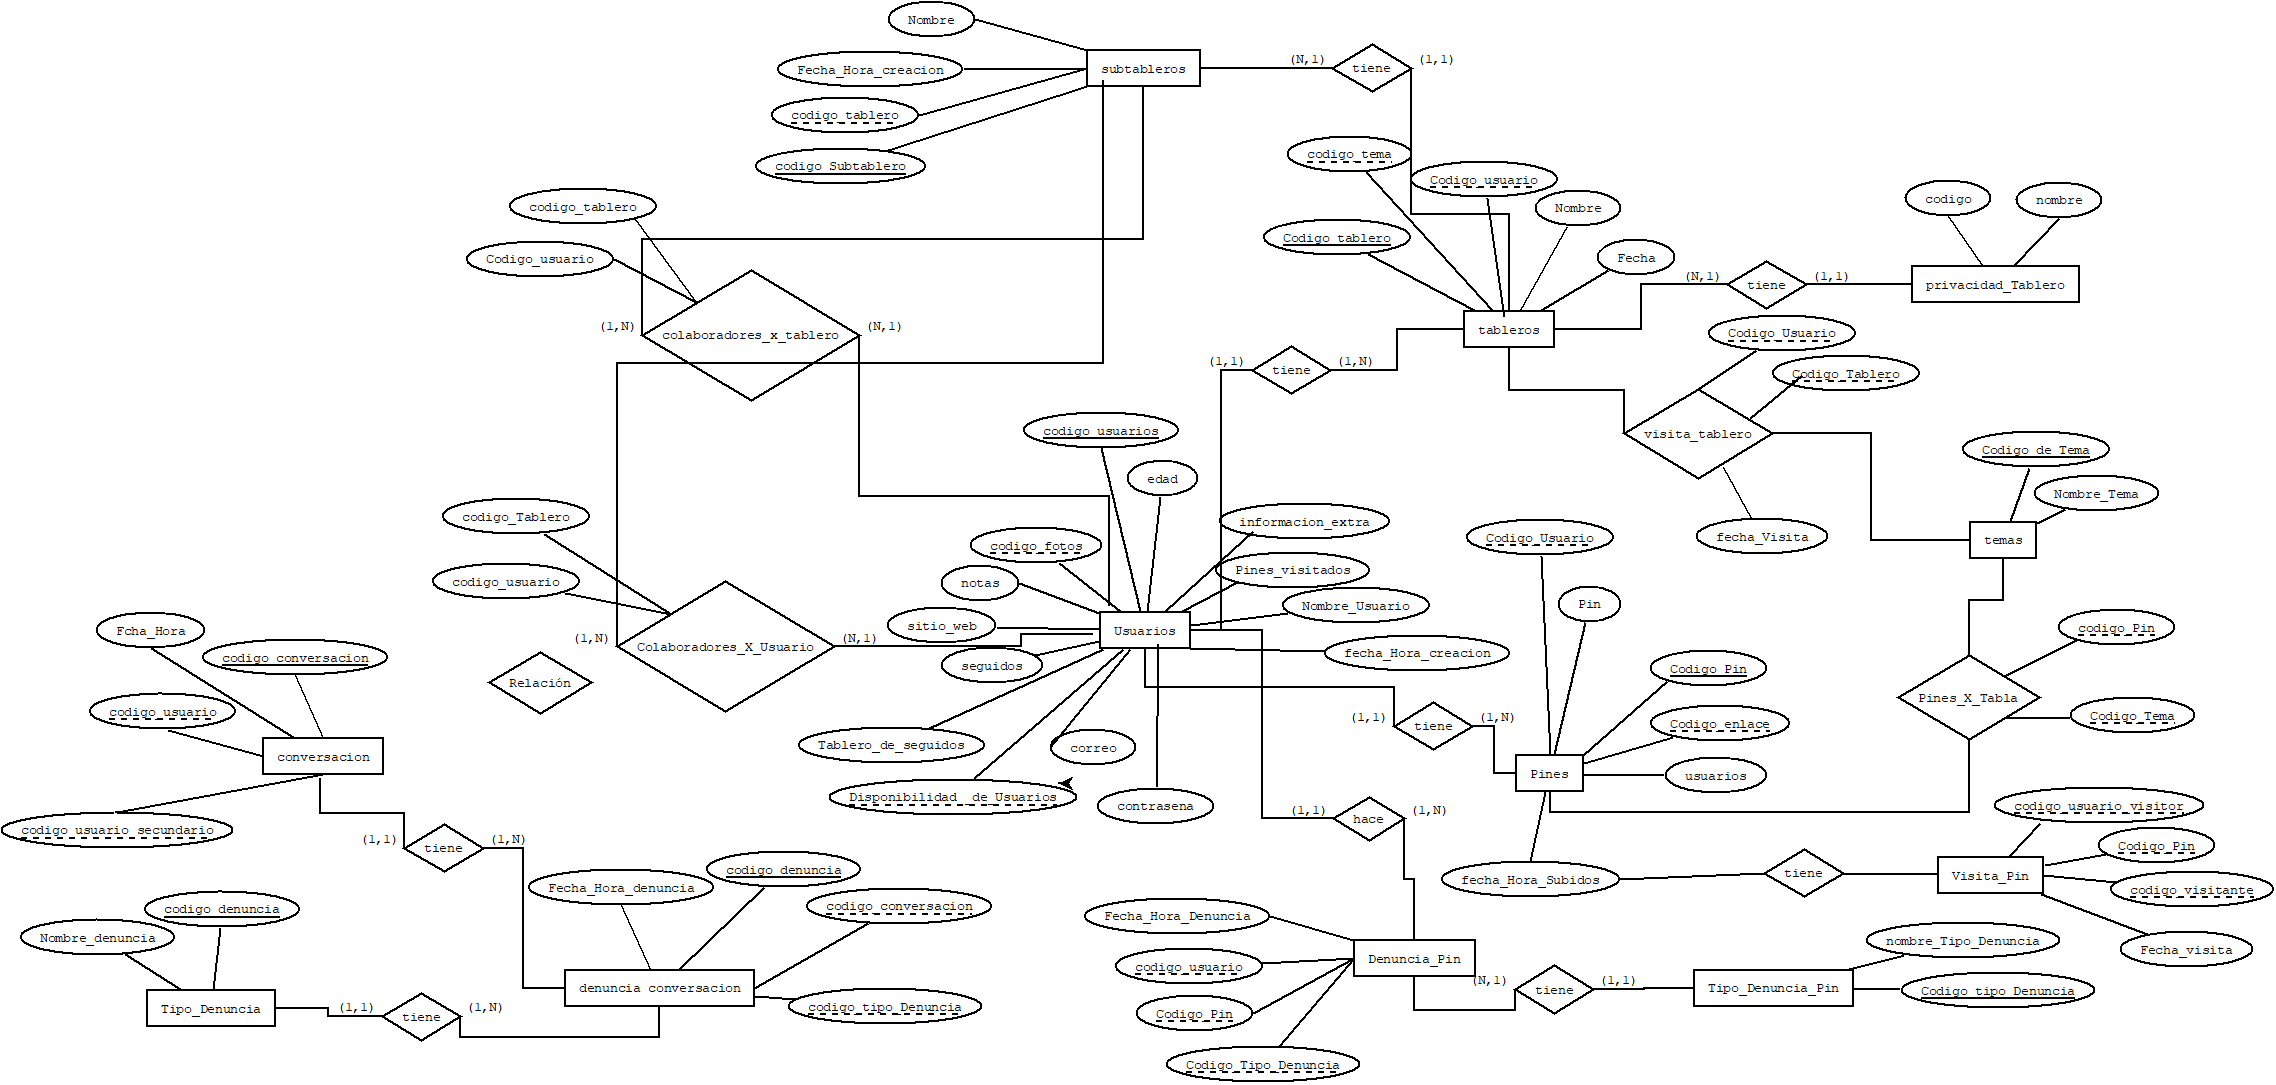 Nombre
Fecha_Hora_creacion
subtableros
(N,1)
tiene
(1,1)
codigo_tablero
codigo_Subtablero
codigo_tema
Codigo_usuario
Nombre
Codigo_tablero
Fecha
codigo
nombre
codigo_tablero
Codigo_usuario
(N,1)
tiene
(1,1)
privacidad_Tablero
(1,N)
colaboradores_x_tablero
(N,1)
tableros
Codigo_Usuario
(1,1)
tiene
(1,N)
Codigo_Tablero
codigo_usuarios
visita_tablero
Codigo_de_Tema
edad
Nombre_Tema
codigo_Tablero
informacion_extra
Codigo_Usuario
fecha_Visita
temas
codigo_fotos
Pines_visitados
codigo_usuario
notas
Nombre_Usuario
Pin
sitio_web
Usuarios
Fcha_Hora
codigo_Pin
(1,N)
Colaboradores_X_Usuario
(N,1)
seguidos
fecha_Hora_creacion
codigo_conversacion
Relación
Codigo_Pin
Pines_X_Tabla
codigo_usuario
(1,1)
tiene
(1,N)
Codigo_enlace
Codigo_Tema
Tablero_de_seguidos
correo
conversacion
Pines
usuarios
Disponibilidad _de_Usuarios
contrasena
codigo_usuario_visitor
(1,1)
hace
(1,N)
codigo_usuario_secundario
(1,1)
tiene
(1,N)
Codigo_Pin
codigo_denuncia
Fecha_Hora_denuncia
fecha_Hora_Subidos
tiene
Visita_Pin
codigo_visitante
codigo_denuncia
codigo_conversacion
Fecha_Hora_Denuncia
Nombre_denuncia
nombre_Tipo_Denuncia
Fecha_visita
codigo_usuario
Denuncia_Pin
denuncia conversacion
(N,1)
tiene
(1,1)
Tipo_Denuncia_Pin
Codigo_tipo_Denuncia
Tipo_Denuncia
(1,1)
tiene
(1,N)
codigo_tipo_Denuncia
Codigo_Pin
Codigo_Tipo_Denuncia